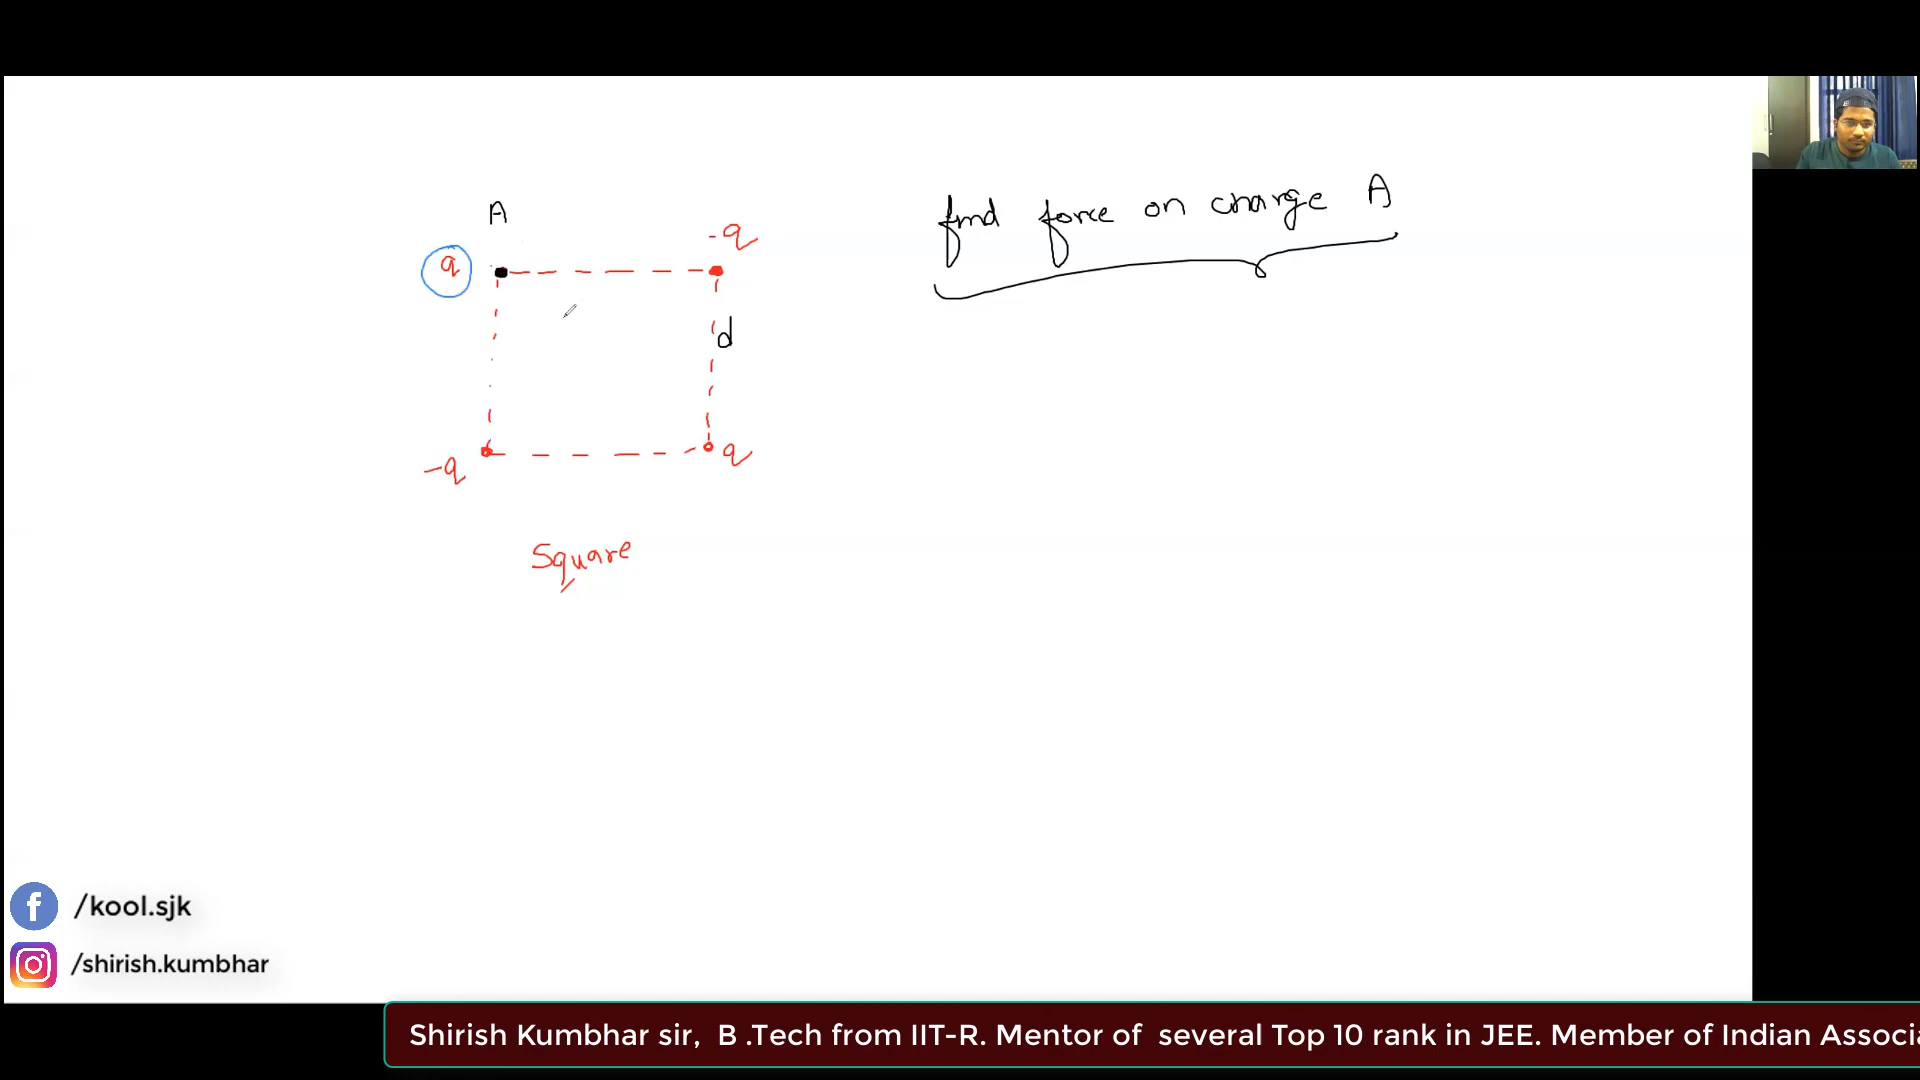 find force on charge A
A
-q
q
d
-q
q
Square
/kool.sjk
/shirish.kumbhar
Shirish Kumbhar sir, B .Tech from IIT-R. Mentor of several Top 10 rank in JEE. Member of Indian Associa